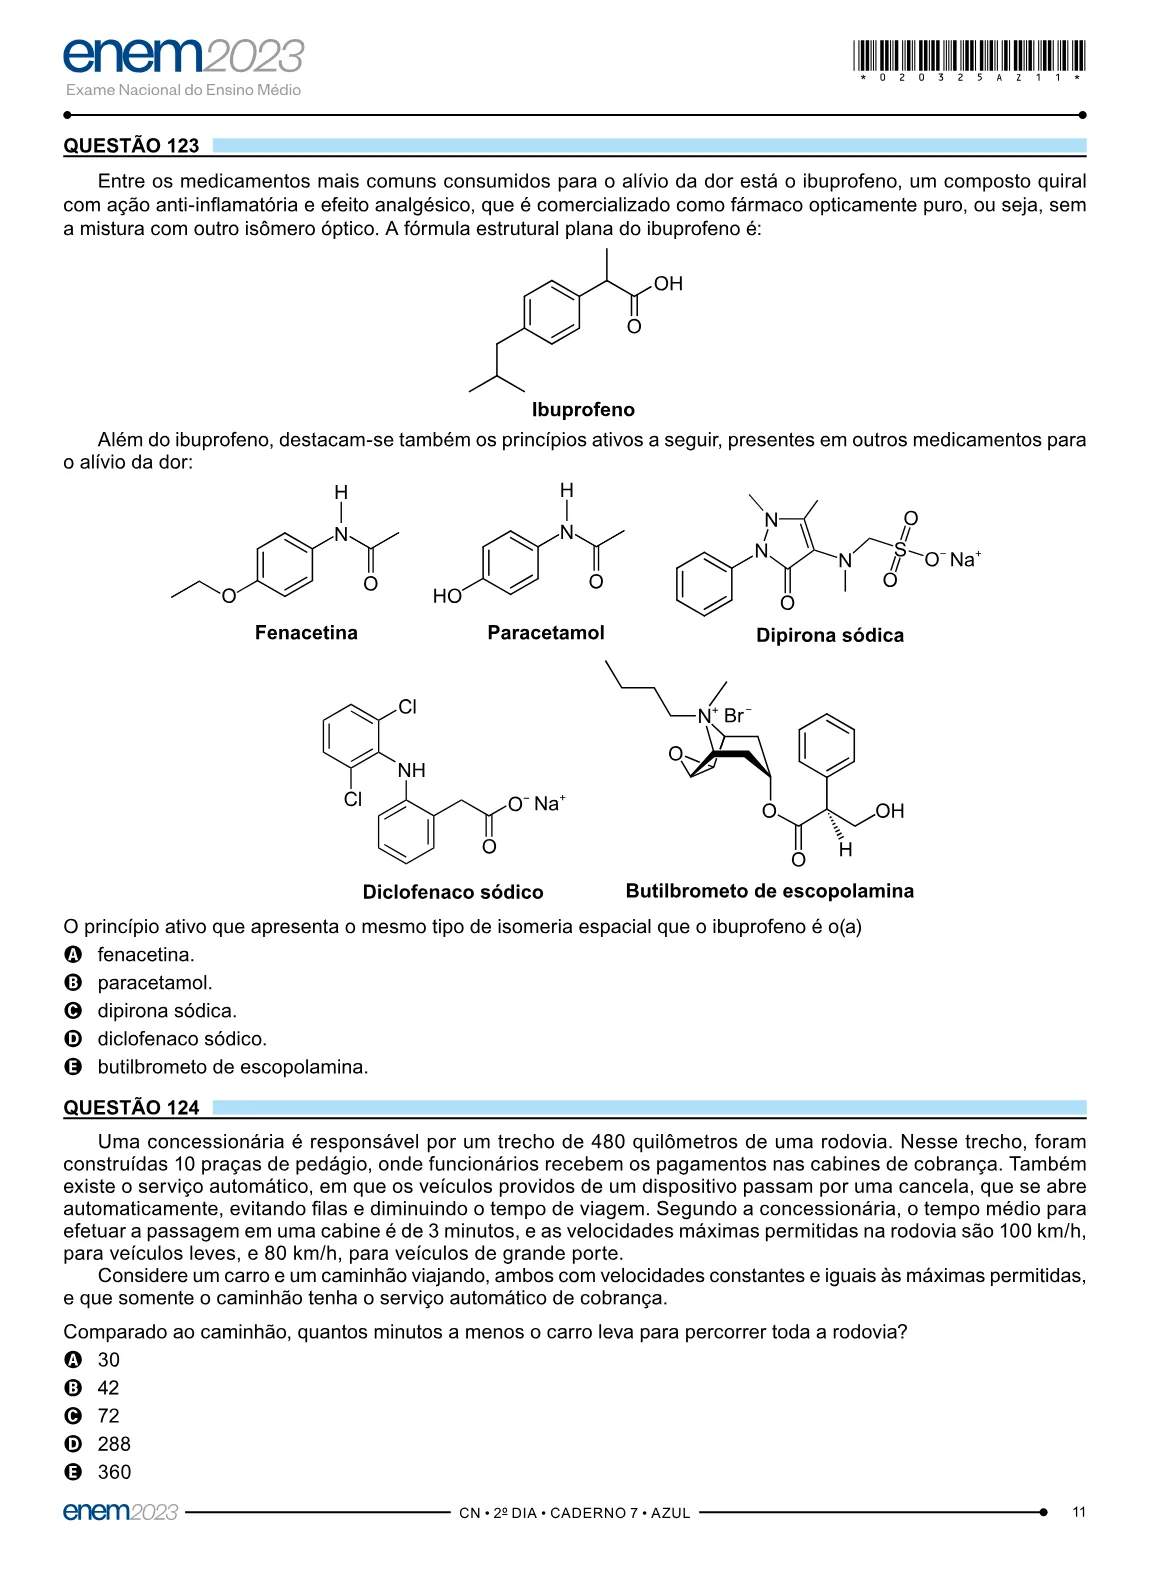 enem2023
Exame Nacional do Ensino Médio
*020325AZ11*
QUESTÃO 123
Entre os medicamentos mais comuns consumidos para o alívio da dor está o ibuprofeno, um composto quiral
com ação anti-inflamatória e efeito analgésico, que é comercializado como fármaco opticamente puro, ou seja, sem
a mistura com outro isômero óptico. A fórmula estrutural plana do ibuprofeno é:
OH
O
Ibuprofeno
Além do ibuprofeno, destacam-se também os princípios ativos a seguir, presentes em outros medicamentos para
o alívio da dor:
H
N
O
O
Fenacetina
H
N
O
HO
Paracetamol
N
N
O
N
S
O
O
O⁻ Na⁺
Dipirona sódica
Cl
Cl
NH
O⁻ Na⁺
O
Diclofenaco sódico
N⁺ Br⁻
O
O
O
OH
H
Butilbrometo de escopolamina
O princípio ativo que apresenta o mesmo tipo de isomeria espacial que o ibuprofeno é o(a)
A fenacetina.
B paracetamol.
C dipirona sódica.
D diclofenaco sódico.
E butilbrometo de escopolamina.
QUESTÃO 124
Uma concessionária é responsável por um trecho de 480 quilômetros de uma rodovia. Nesse trecho, foram
construídas 10 praças de pedágio, onde funcionários recebem os pagamentos nas cabines de cobrança. Também
existe o serviço automático, em que os veículos providos de um dispositivo passam por uma cancela, que se abre
automaticamente, evitando filas e diminuindo o tempo de viagem. Segundo a concessionária, o tempo médio para
efetuar a passagem em uma cabine é de 3 minutos, e as velocidades máximas permitidas na rodovia são 100 km/h,
para veículos leves, e 80 km/h, para veículos de grande porte.
Considere um carro e um caminhão viajando, ambos com velocidades constantes e iguais às máximas permitidas,
e que somente o caminhão tenha o serviço automático de cobrança.
Comparado ao caminhão, quantos minutos a menos o carro leva para percorrer toda a rodovia?
A 30
B 42
C 72
D 288
E 360
enem2023
CN • 2º DIA • CADERNO 7 • AZUL
11